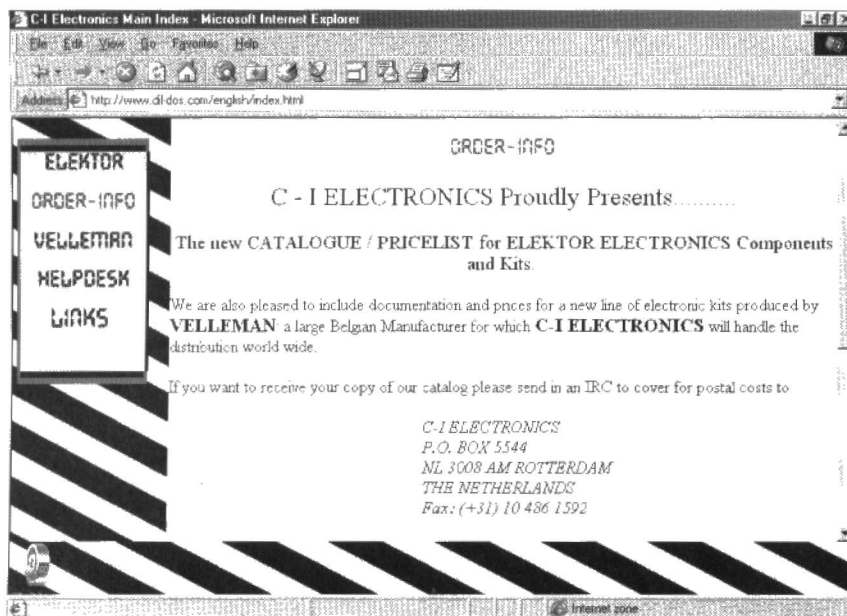 C-I Electronics Main Index - Microsoft Internet Explorer
File Edit View Go Favorites Help
Address http://www.dil-dos.com/english/index.html
ELEKTOR
ORDER-INFO
VELLEMAN
HELPDESK
LINKS
ORDER-INFO
C - I ELECTRONICS Proudly Presents..........
The new CATALOGUE / PRICELIST for ELEKTOR ELECTRONICS Components
and Kits.
We are also pleased to include documentation and prices for a new line of electronic kits produced by
VELLEMAN: a large Belgian Manufacturer for which C-I ELECTRONICS will handle the
distribution world wide.
If you want to receive your copy of our catalog please send in an IRC to cover for postal costs to
C-I ELECTRONICS
P.O. BOX 5544
NL 3008 AM ROTTERDAM
THE NETHERLANDS
Fax: (+31) 10 486 1592
Internet zone